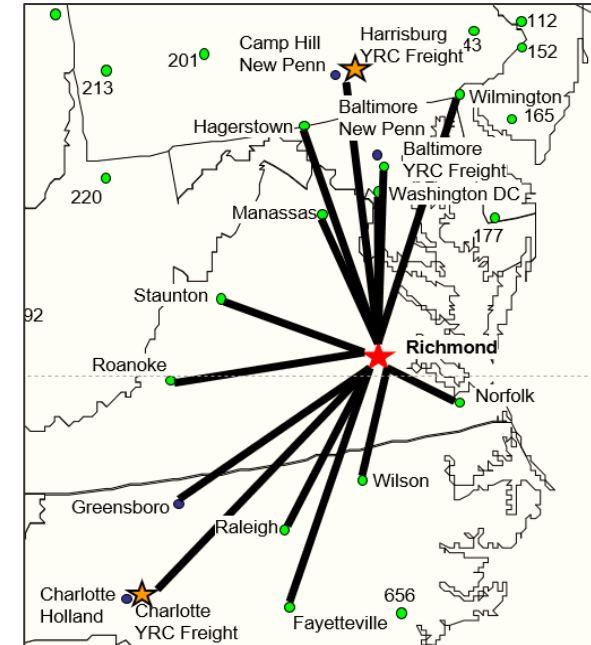 112
Harrisburg
YRC Freight
43
152
Camp Hill
New Penn
201
213
Wilmington
165
Baltimore
New Penn
Hagerstown
Baltimore
YRC Freight
Washington DC
220
Manassas
177
Staunton
92
Richmond
Roanoke
Norfolk
Wilson
Greensboro
Raleigh
Charlotte
Holland
Charlotte
YRC Freight
656
Fayetteville